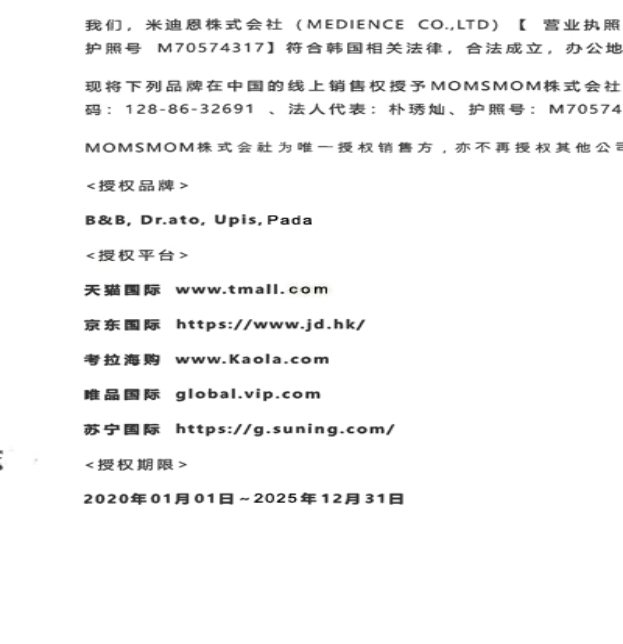 我们，米迪恩株式会社（MEDIENCE CO.,LTD）【 营业执照
护照号 M70574317】符合韩国相关法律，合法成立，办公地
现将下列品牌在中国的线上销售权授予MOMSMOM株式会社
码：128-86-32691 、法人代表：朴琇灿、护照号：M70574
MOMSMOM株式会社为唯一授权销售方，亦不再授权其他公司
<授权品牌>
B&B, Dr.ato, Upis, Pada
<授权平台>
天猫国际 www.tmall.com
京东国际 https://www.jd.hk/
考拉海购 www.Kaola.com
唯品国际 global.vip.com
苏宁国际 https://g.suning.com/
<授权期限>
2020年01月01日~2025年12月31日